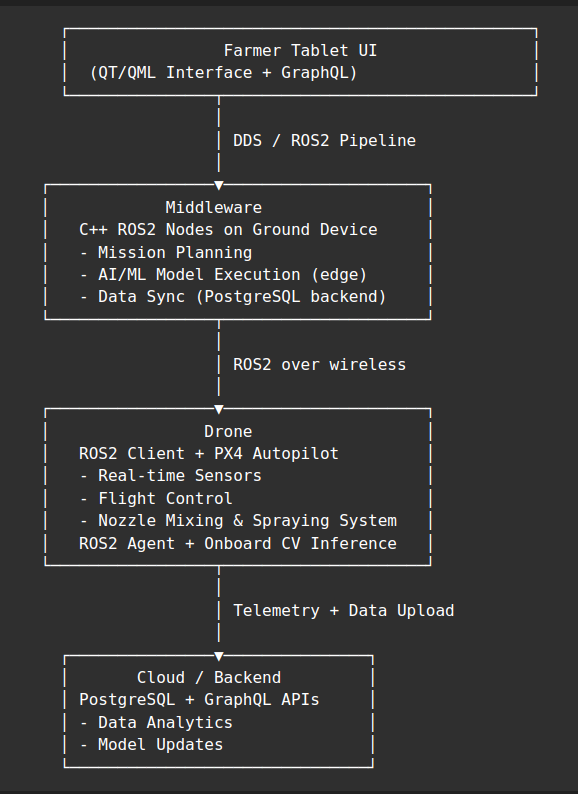 Farmer Tablet UI
(QT/QML Interface + GraphQL)
DDS / ROS2 Pipeline
Middleware
C++ ROS2 Nodes on Ground Device
- Mission Planning
- AI/ML Model Execution (edge)
- Data Sync (PostgreSQL backend)
ROS2 over wireless
Drone
ROS2 Client + PX4 Autopilot
- Real-time Sensors
- Flight Control
- Nozzle Mixing & Spraying System
ROS2 Agent + Onboard CV Inference
Telemetry + Data Upload
Cloud / Backend
PostgreSQL + GraphQL APIs
- Data Analytics
- Model Updates